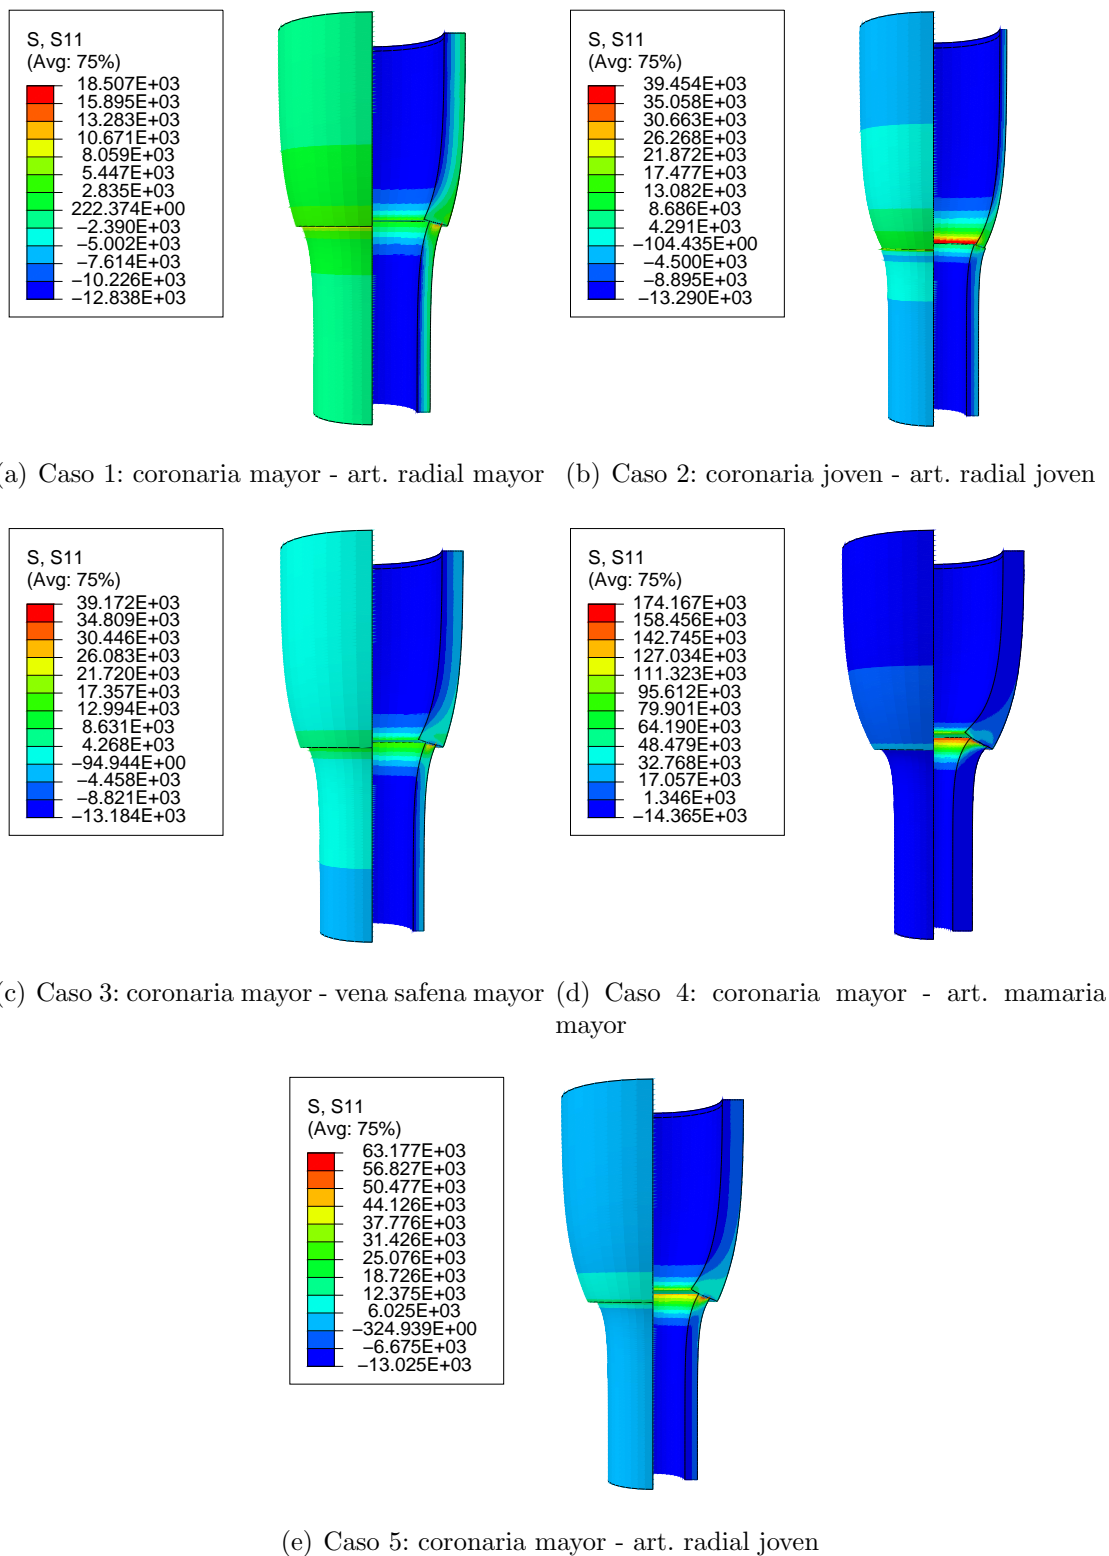 S, S11
(Avg: 75%)
18.507E+03
15.895E+03
13.283E+03
10.671E+03
8.059E+03
5.447E+03
2.835E+03
222.374E+00
−2.390E+03
−5.002E+03
−7.614E+03
−10.226E+03
−12.838E+03
S, S11
(Avg: 75%)
39.454E+03
35.058E+03
30.663E+03
26.268E+03
21.872E+03
17.477E+03
13.082E+03
8.686E+03
4.291E+03
−104.435E+00
−4.500E+03
−8.895E+03
−13.290E+03
a) Caso 1: coronaria mayor - art. radial mayor
(b) Caso 2: coronaria joven - art. radial joven
S, S11
(Avg: 75%)
39.172E+03
34.809E+03
30.446E+03
26.083E+03
21.720E+03
17.357E+03
12.994E+03
8.631E+03
4.268E+03
−94.944E+00
−4.458E+03
−8.821E+03
−13.184E+03
S, S11
(Avg: 75%)
174.167E+03
158.456E+03
142.745E+03
127.034E+03
111.323E+03
95.612E+03
79.901E+03
64.190E+03
48.479E+03
32.768E+03
17.057E+03
1.346E+03
−14.365E+03
c) Caso 3: coronaria mayor - vena safena mayor
(d) Caso 4: coronaria mayor - art. mamaria
mayor
S, S11
(Avg: 75%)
63.177E+03
56.827E+03
50.477E+03
44.126E+03
37.776E+03
31.426E+03
25.076E+03
18.726E+03
12.375E+03
6.025E+03
−324.939E+00
−6.675E+03
−13.025E+03
(e) Caso 5: coronaria mayor - art. radial joven